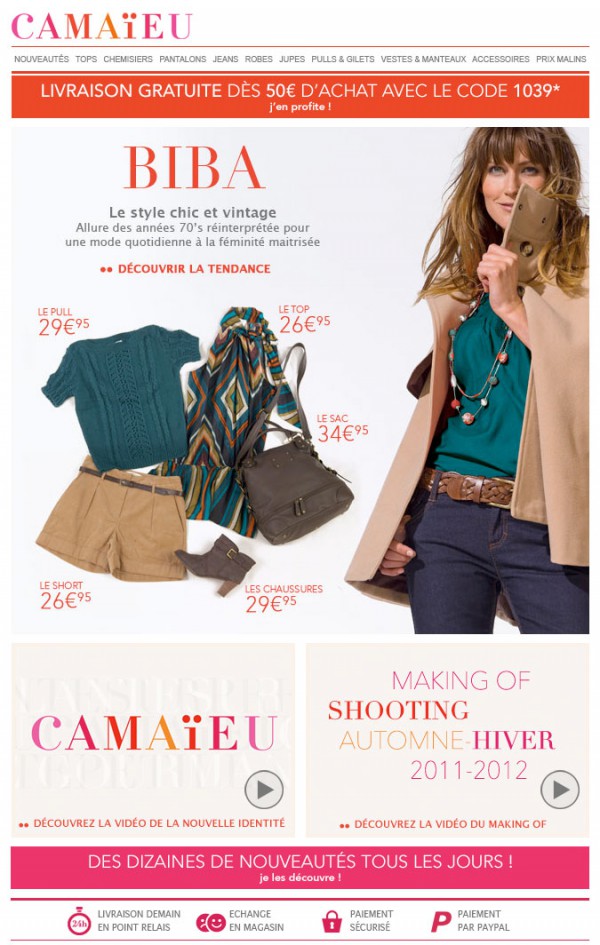 CAMAïEU
NOUVEAUTÉS TOPS CHEMISIERS PANTALONS JEANS ROBES JUPES PULLS & GILETS VESTES & MANTEAUX ACCESSOIRES PRIX MALINS
LIVRAISON GRATUITE DÈS 50€ D'ACHAT AVEC LE CODE 1039*
j'en profite !
BIBA
Le style chic et vintage
Allure des années 70's réinterprétée pour
une mode quotidienne à la féminité maitrisée
DÉCOUVRIR LA TENDANCE
LE PULL
29€95
LE TOP
26€95
LE SAC
34€95
LE SHORT
26€95
LES CHAUSSURES
29€95
CAMAïEU
DÉCOUVREZ LA VIDÉO DE LA NOUVELLE IDENTITÉ
MAKING OF
SHOOTING
AUTOMNE-HIVER
2011-2012
DÉCOUVREZ LA VIDÉO DU MAKING OF
DES DIZAINES DE NOUVEAUTÉS TOUS LES JOURS !
je les découvre !
24h
LIVRAISON DEMAIN
EN POINT RELAIS
ECHANGE
EN MAGASIN
PAIEMENT
SÉCURISÉ
PAIEMENT
PAR PAYPAL